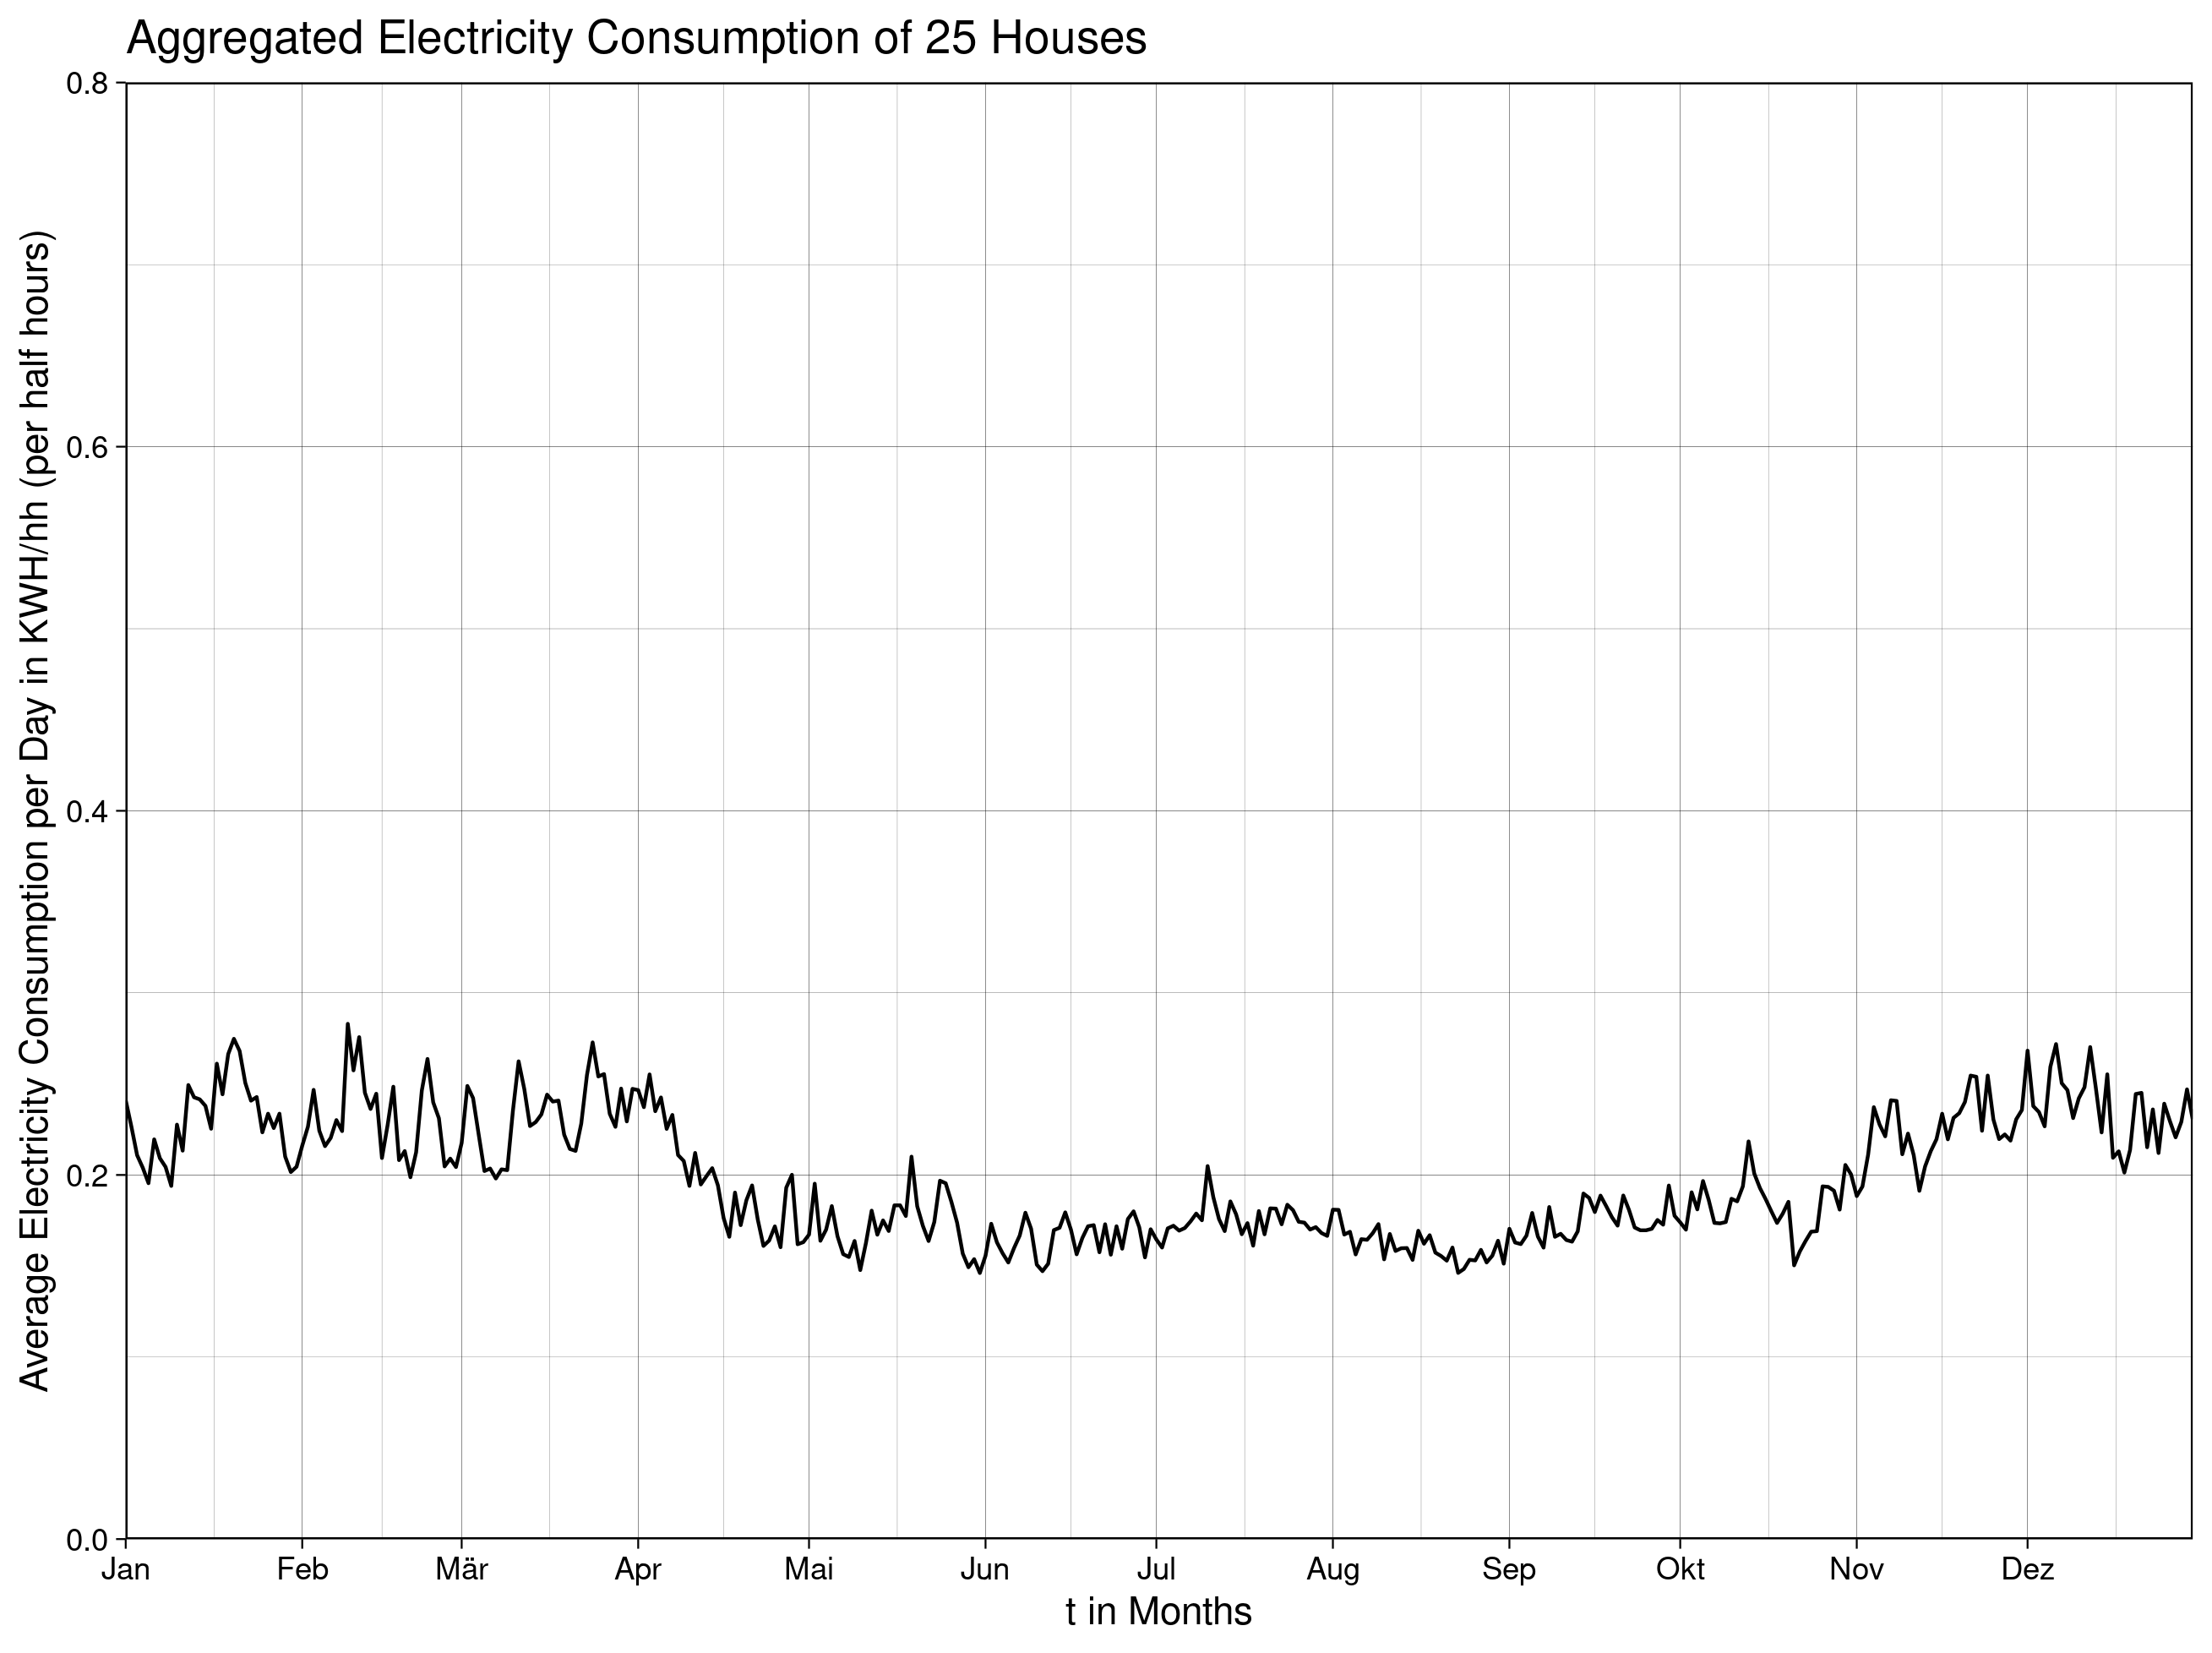 Aggregated Electricity Consumption of 25 Houses
Average Electricity Consumption per Day in KWH/hh (per half hours)
0.8
0.6
0.4
0.2
0.0
Jan Feb Mär Apr Mai Jun Jul Aug Sep Okt Nov Dez
t in Months